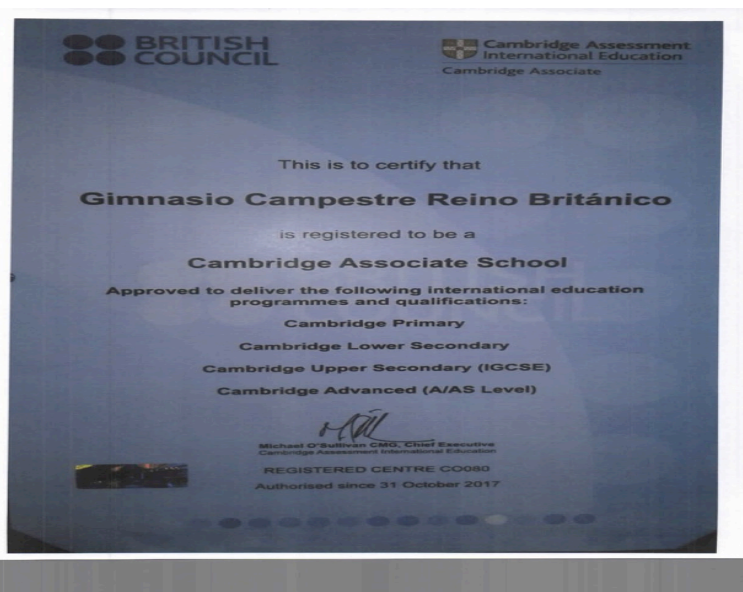 BRITISH
COUNCIL
Cambridge Assessment
International Education
Cambridge Associate
This is to certify that
Gimnasio Campestre Reino Británico
is registered to be a
Cambridge Associate School
Approved to deliver the following international education
programmes and qualifications:
Cambridge Primary
Cambridge Lower Secondary
Cambridge Upper Secondary (IGCSE)
Cambridge Advanced (A/AS Level)
Michael O'Sullivan CMG, Chief Executive
Cambridge Assessment International Education
REGISTERED CENTRE CO080
Authorised since 31 October 2017